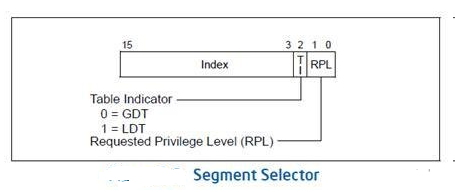 15 3 2 1 0
Index TI RPL
Table Indicator
0 = GDT
1 = LDT
Requested Privilege Level (RPL)
Segment Selector